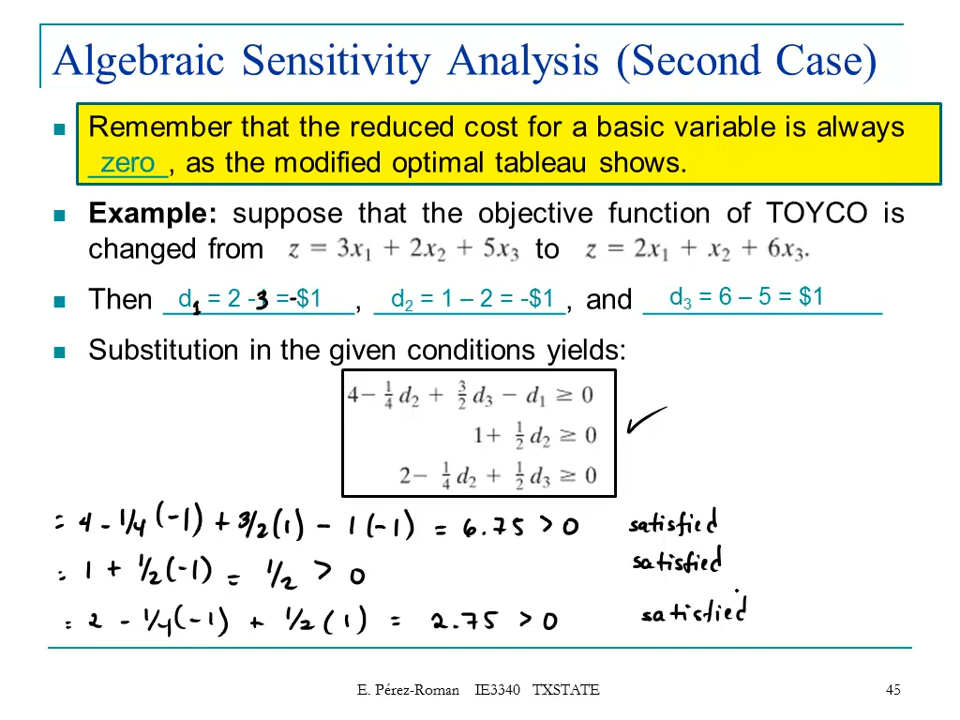 Algebraic Sensitivity Analysis (Second Case)
Remember that the reduced cost for a basic variable is always
zero, as the modified optimal tableau shows.
Example: suppose that the objective function of TOYCO is
changed from z = 3x₁ + 2x₂ + 5x₃ to z = 2x₁ + x₂ + 6x₃.
Then d₁ = 2 - 3 = -$1, d₂ = 1 – 2 = -$1, and d₃ = 6 – 5 = $1
Substitution in the given conditions yields:
4 − 1/4 d₂ + 3/2 d₃ − d₁ ≥ 0
1 + 1/2 d₂ ≥ 0
2 − 1/4 d₂ + 1/2 d₃ ≥ 0
= 4 - 1/4 (-1) + 3/2 (1) - 1 (-1) = 6.75 > 0 satisfied
= 1 + 1/2 (-1) = 1/2 > 0 satisfied
= 2 - 1/4 (-1) + 1/2 (1) = 2.75 > 0 satisfied
E. Pérez-Roman IE3340 TXSTATE 45